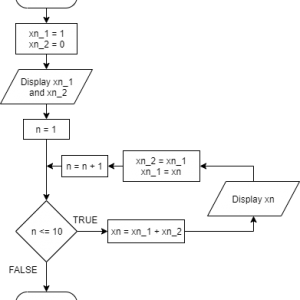 xn_1 = 1
xn_2 = 0
Display xn_1
and xn_2
n = 1
n = n + 1
xn_2 = xn_1
xn_1 = xn
Display xn
n <= 10
TRUE
xn = xn_1 + xn_2
FALSE